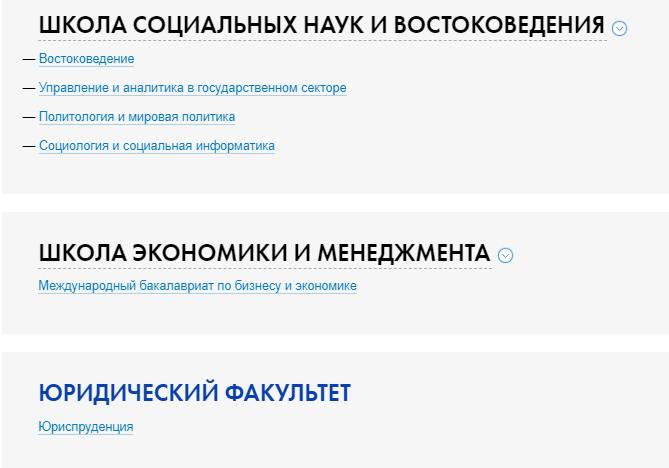 ШКОЛА СОЦИАЛЬНЫХ НАУК И ВОСТОКОВЕДЕНИЯ
— Востоковедение
— Управление и аналитика в государственном секторе
— Политология и мировая политика
— Социология и социальная информатика
ШКОЛА ЭКОНОМИКИ И МЕНЕДЖМЕНТА
Международный бакалавриат по бизнесу и экономике
ЮРИДИЧЕСКИЙ ФАКУЛЬТЕТ
Юриспруденция